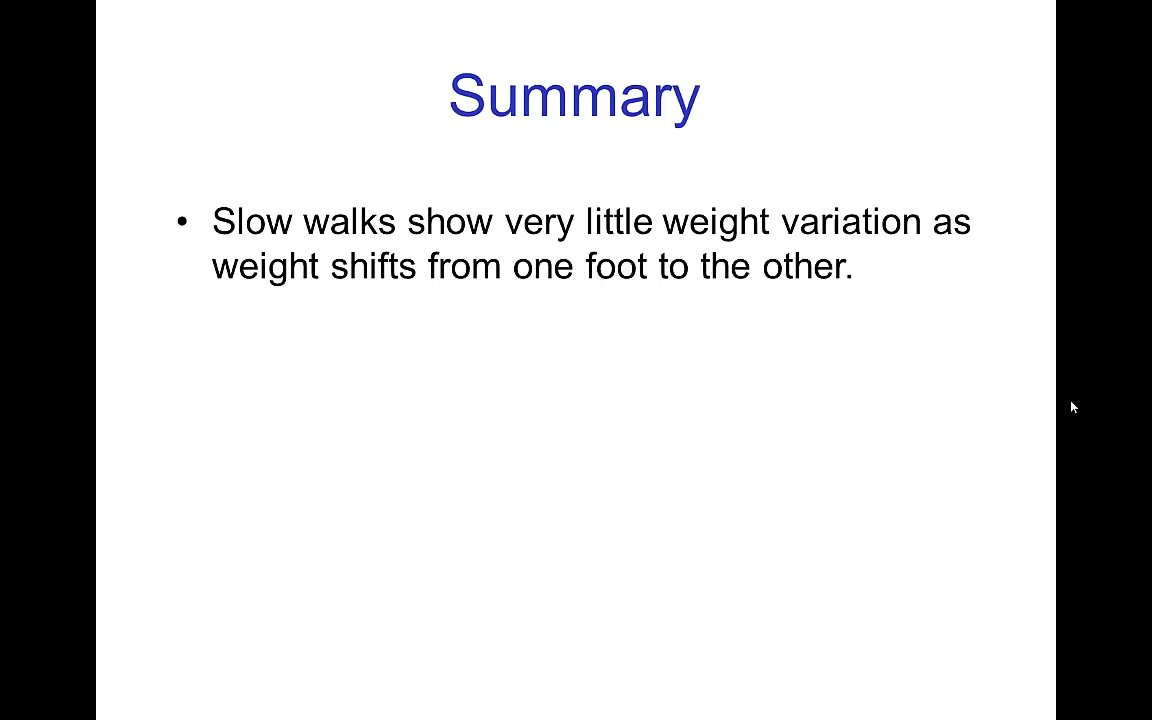 Summary
• Slow walks show very little weight variation as
weight shifts from one foot to the other.